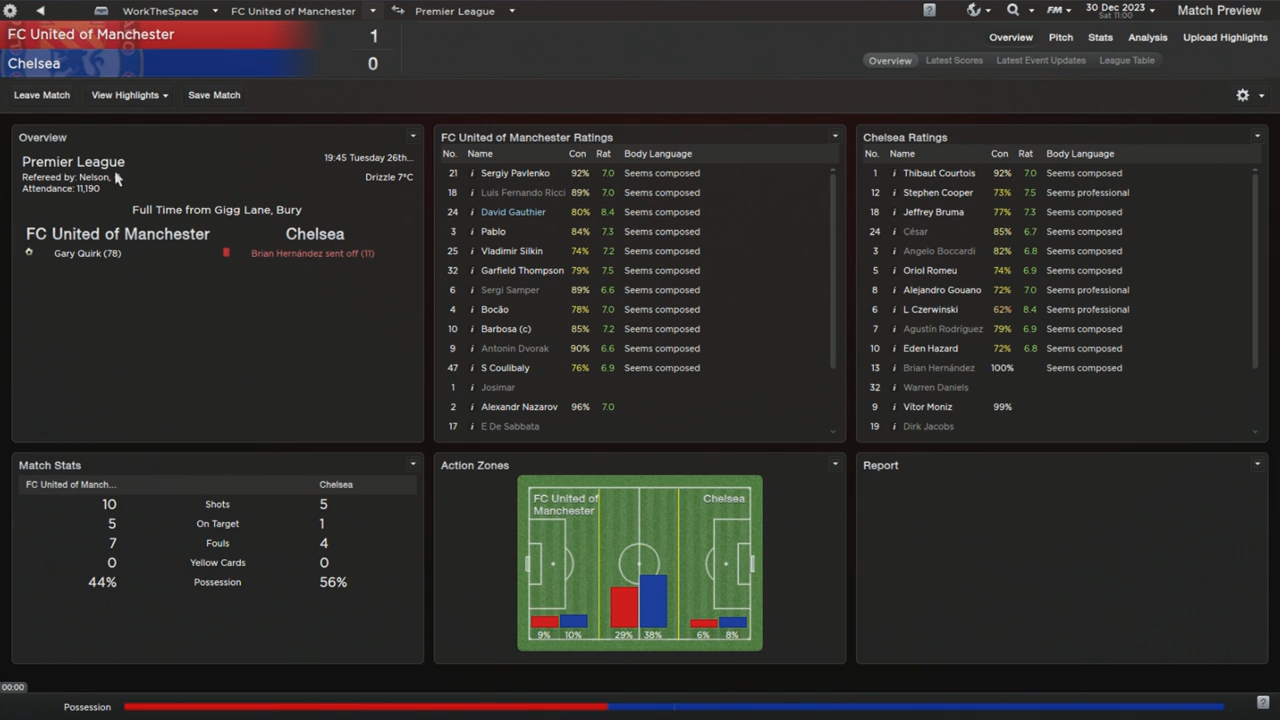 WorkTheSpace FC United of Manchester Premier League ? FM 30 Dec 2023 Sat 11:00 Match Preview
FC United of Manchester 1
Chelsea 0
Overview Pitch Stats Analysis Upload Highlights
Overview Latest Scores Latest Event Updates League Table
Leave Match View Highlights Save Match
Overview
Premier League 19:45 Tuesday 26th...
Refereed by: Nelson, Drizzle 7°C
Attendance: 11,190
Full Time from Gigg Lane, Bury
FC United of Manchester Chelsea
Gary Quirk (78) Brian Hernández sent off (11)
FC United of Manchester Ratings
No. Name Con Rat Body Language
21 i Sergiy Pavlenko 92% 7.0 Seems composed
18 i Luis Fernando Ricci 89% 7.0 Seems composed
24 i David Gauthier 80% 8.4 Seems composed
3 i Pablo 84% 7.3 Seems composed
25 i Vladimir Silkin 74% 7.2 Seems composed
32 i Garfield Thompson 79% 7.5 Seems composed
6 i Sergi Samper 89% 6.6 Seems composed
4 i Bocão 78% 7.0 Seems composed
10 i Barbosa (c) 85% 7.2 Seems composed
9 i Antonin Dvorak 90% 6.6 Seems composed
47 i S Coulibaly 76% 6.9 Seems composed
1 i Josimar
2 i Alexandr Nazarov 96% 7.0
17 i E De Sabbata
Chelsea Ratings
No. Name Con Rat Body Language
1 i Thibaut Courtois 92% 7.0 Seems composed
12 i Stephen Cooper 73% 7.5 Seems professional
18 i Jeffrey Bruma 77% 7.3 Seems composed
24 i César 85% 6.7 Seems composed
3 i Angelo Boccardi 82% 6.8 Seems composed
5 i Oriol Romeu 74% 6.9 Seems composed
8 i Alejandro Gouano 72% 7.0 Seems professional
6 i L Czerwinski 62% 8.4 Seems professional
7 i Agustín Rodríguez 79% 6.9 Seems composed
10 i Eden Hazard 72% 6.8 Seems composed
13 i Brian Hernández 100% Seems composed
32 i Warren Daniels
9 i Vítor Moniz 99%
19 i Dirk Jacobs
Match Stats
FC United of Manch... Chelsea
10 Shots 5
5 On Target 1
7 Fouls 4
0 Yellow Cards 0
44% Possession 56%
Action Zones
FC United of Chelsea
Manchester
9% 10% 29% 38% 6% 8%
Report
00:00
Possession ?